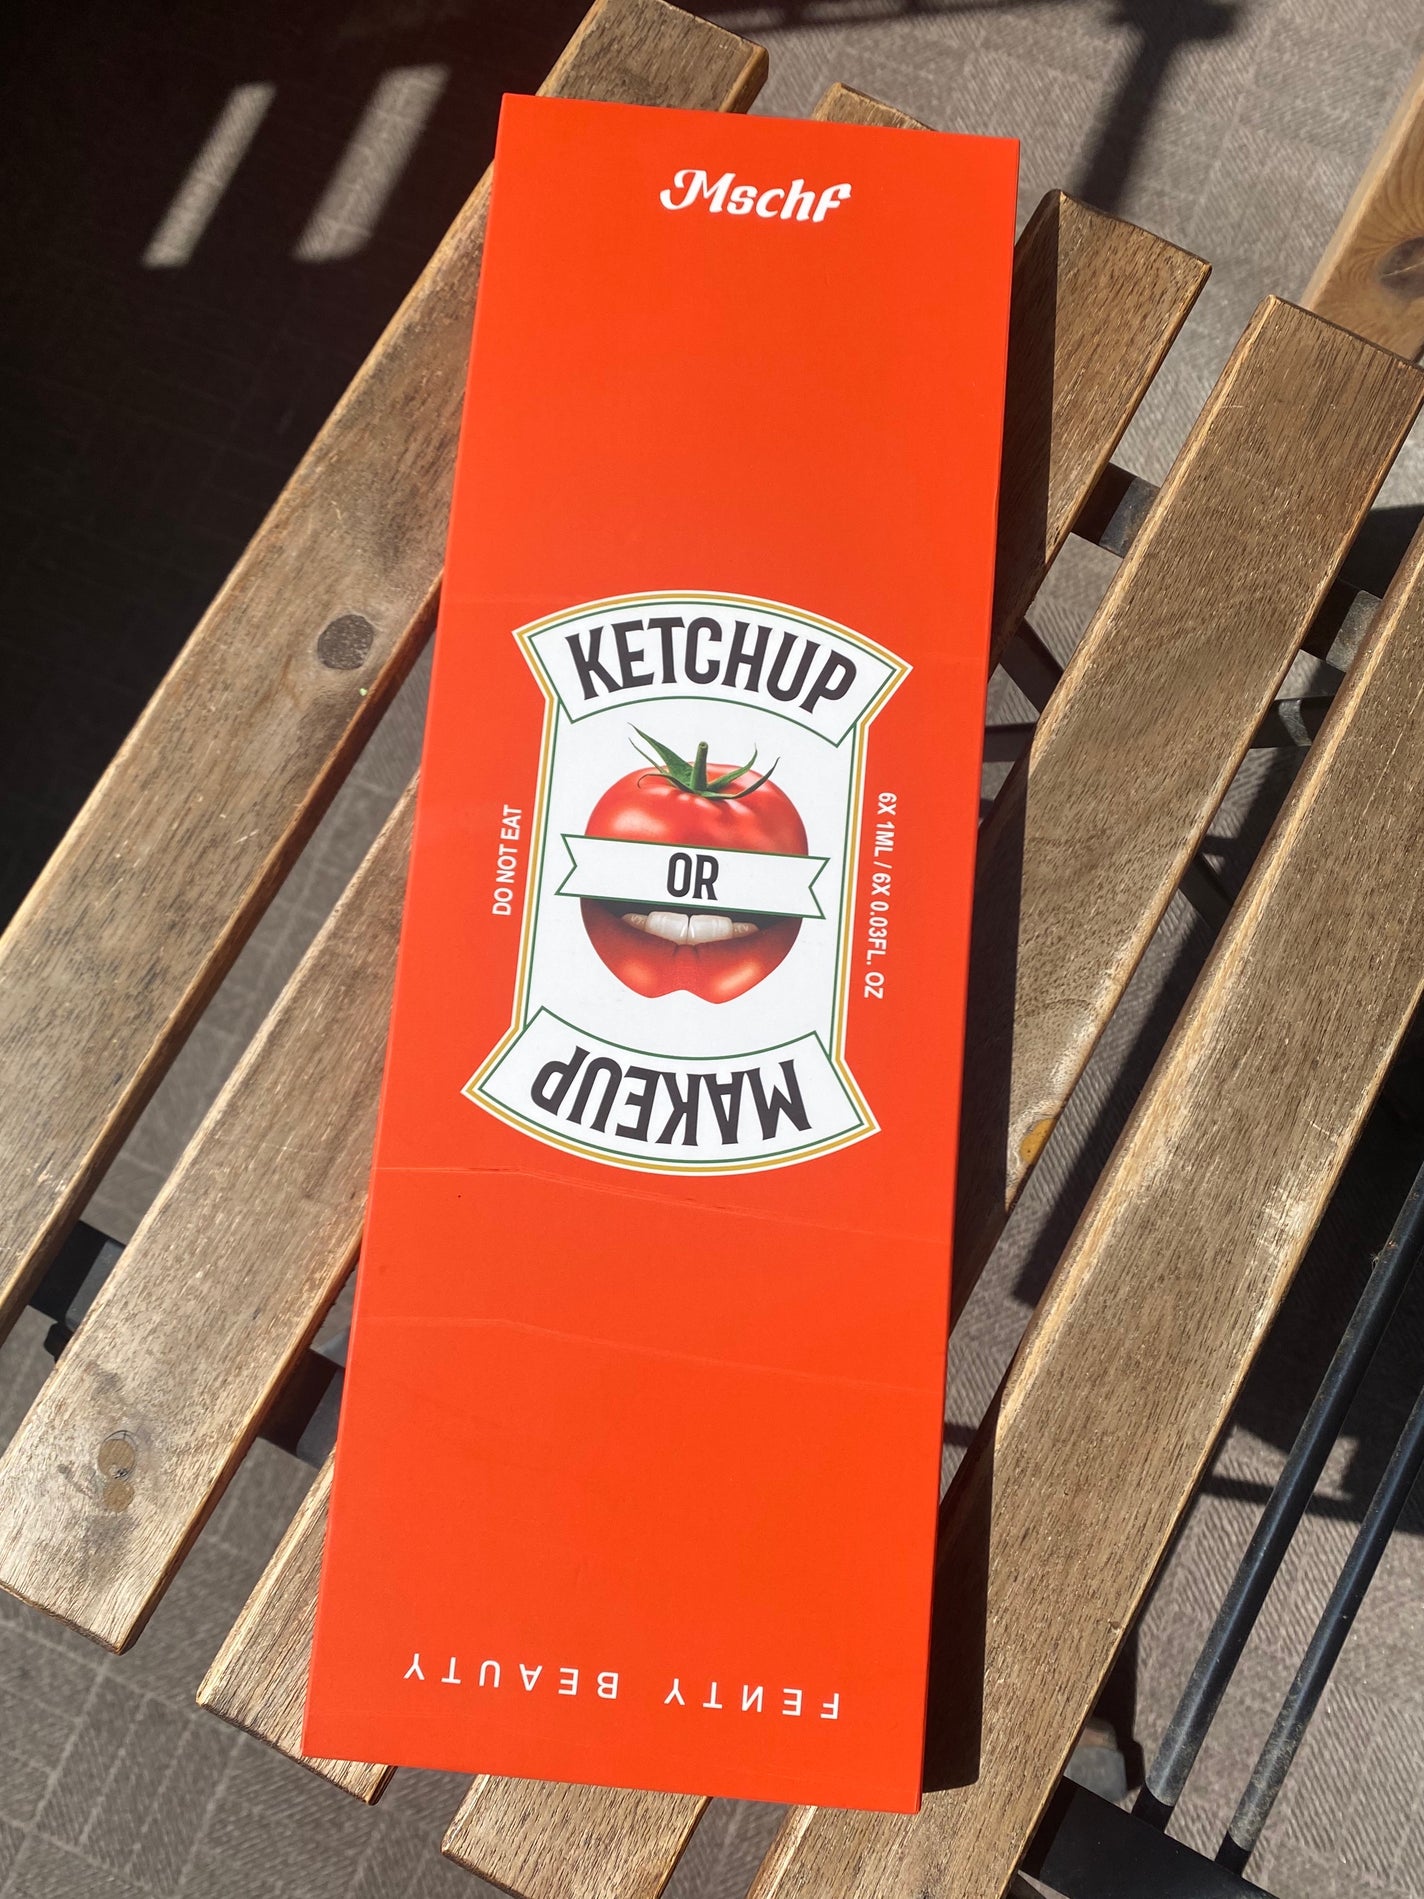 Mschf
KETCHUP
OR
MAKEUP
DO NOT EAT
6X 1ML / 6X 0.03FL. OZ
FENTY BEAUTY